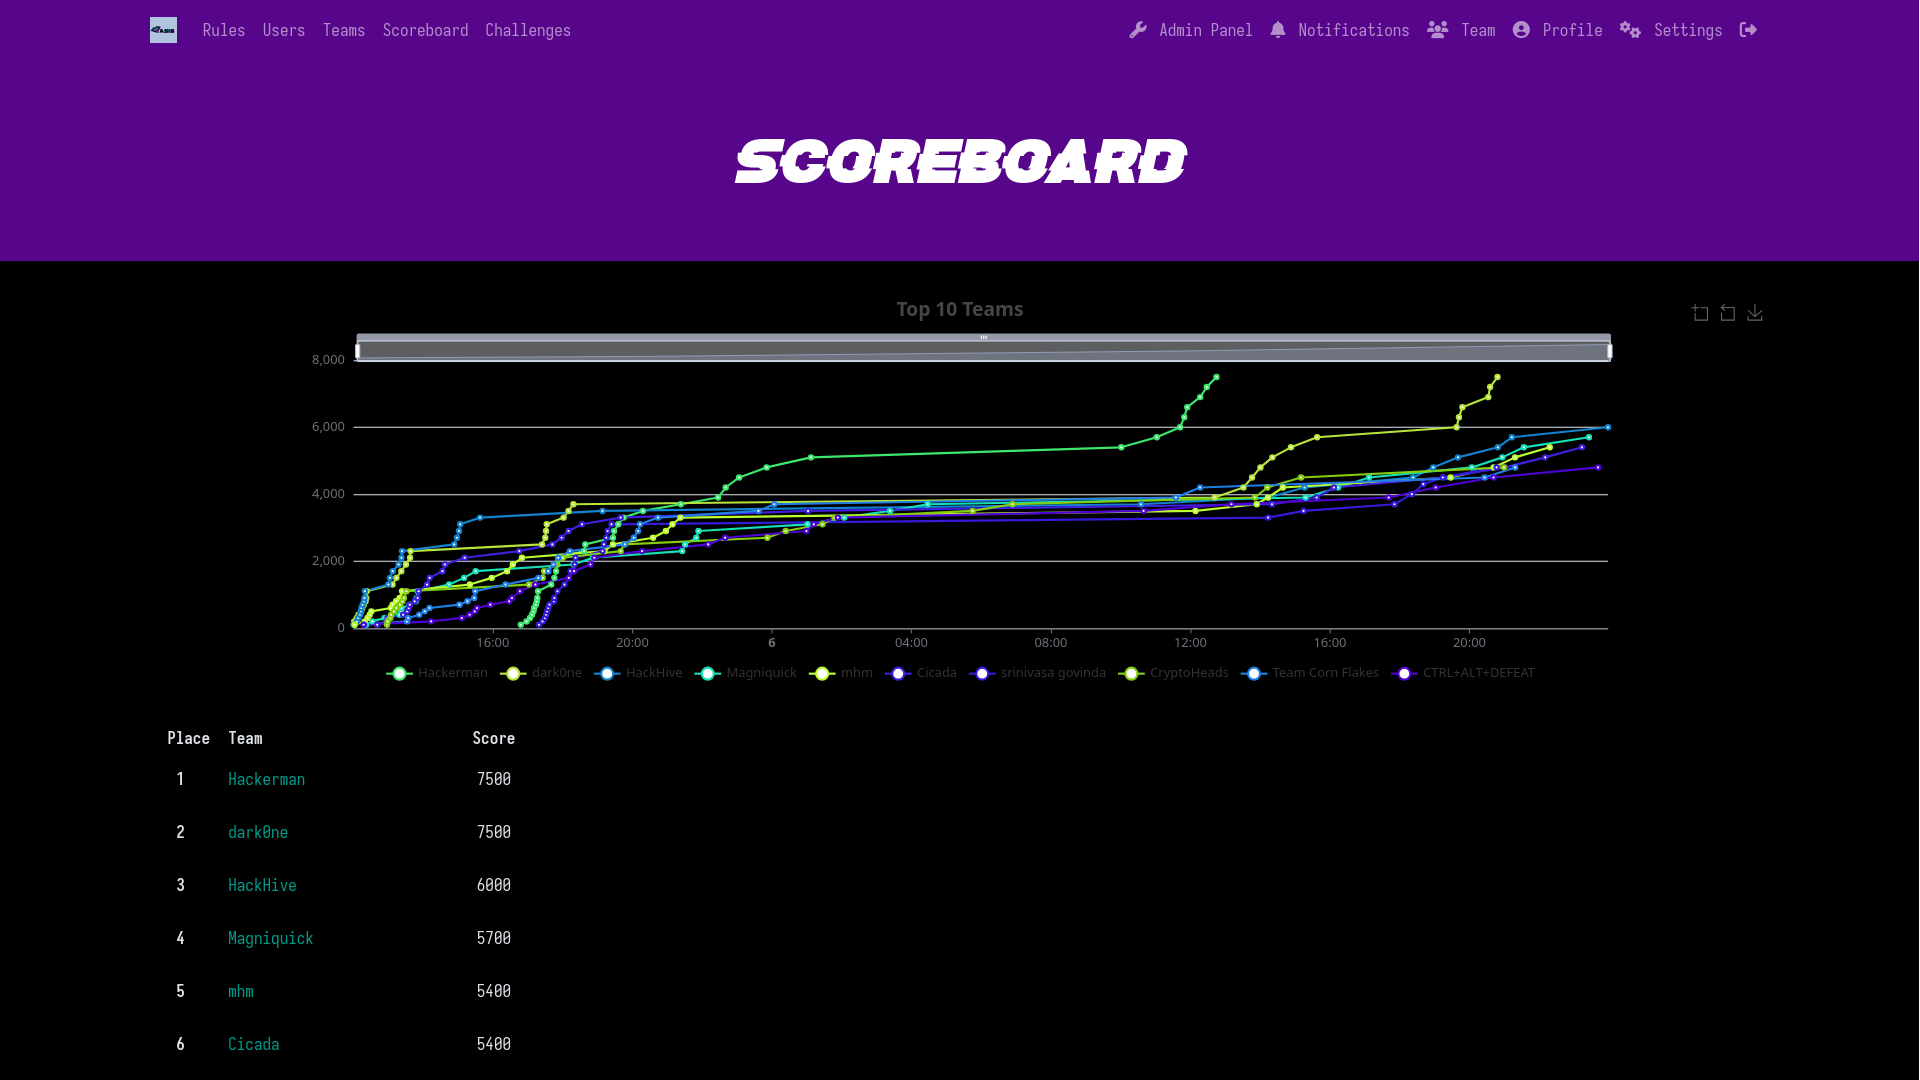 ASIS Rules Users Teams Scoreboard Challenges Admin Panel Notifications Team Profile Settings
SCOREBOARD
Top 10 Teams
8,000
6,000
4,000
2,000
0
16:00 20:00 6 04:00 08:00 12:00 16:00 20:00
Hackerman dark0ne HackHive Magniquick mhm Cicada srinivasa govinda CryptoHeads Team Corn Flakes CTRL+ALT+DEFEAT
Place Team Score
1 Hackerman 7500
2 dark0ne 7500
3 HackHive 6000
4 Magniquick 5700
5 mhm 5400
6 Cicada 5400